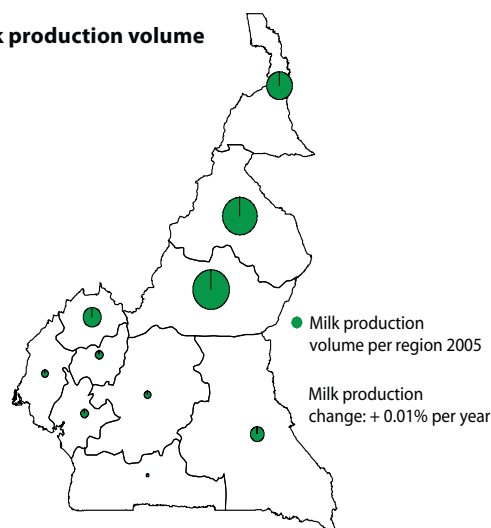 production volume
Milk production
volume per region 2005
Milk production
change: + 0.01% per year